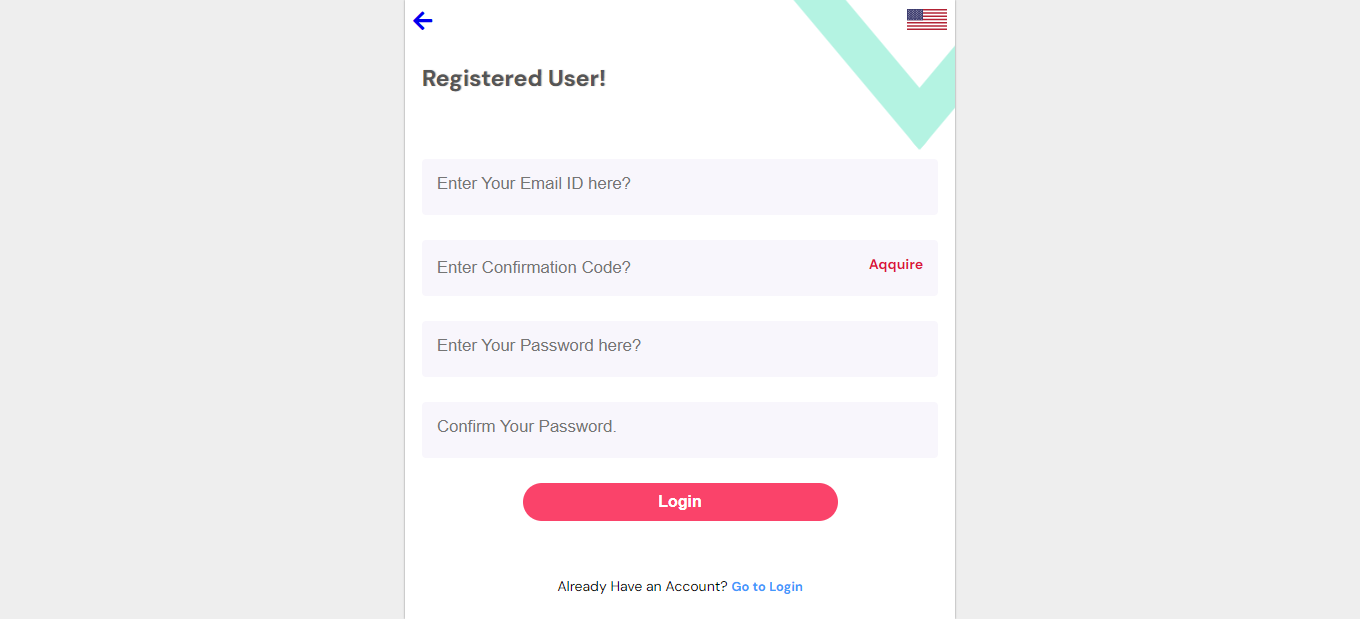 Registered User!
Enter Your Email ID here?
Enter Confirmation Code? Aqquire
Enter Your Password here?
Confirm Your Password.
Login
Already Have an Account? Go to Login